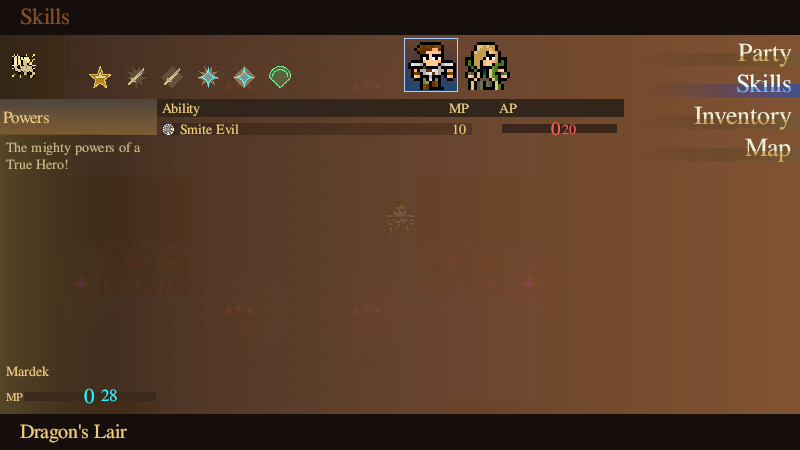 Skills
Party
Skills
Inventory
Map
Ability MP AP
Powers
Smite Evil 10 0 20
The mighty powers of a
True Hero!
Mardek
MP 0 28
Dragon's Lair